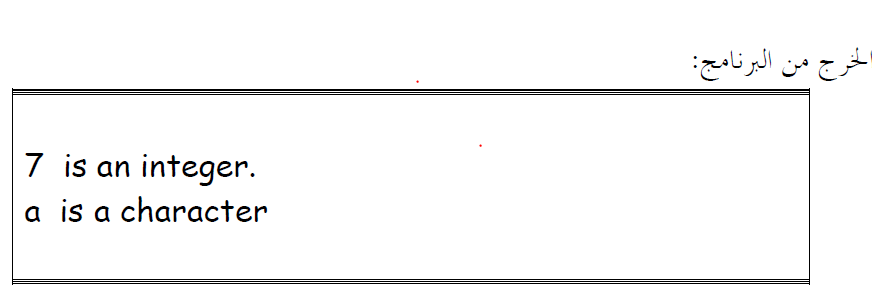 الخرج من البرنامج:
7 is an integer.
a is a character